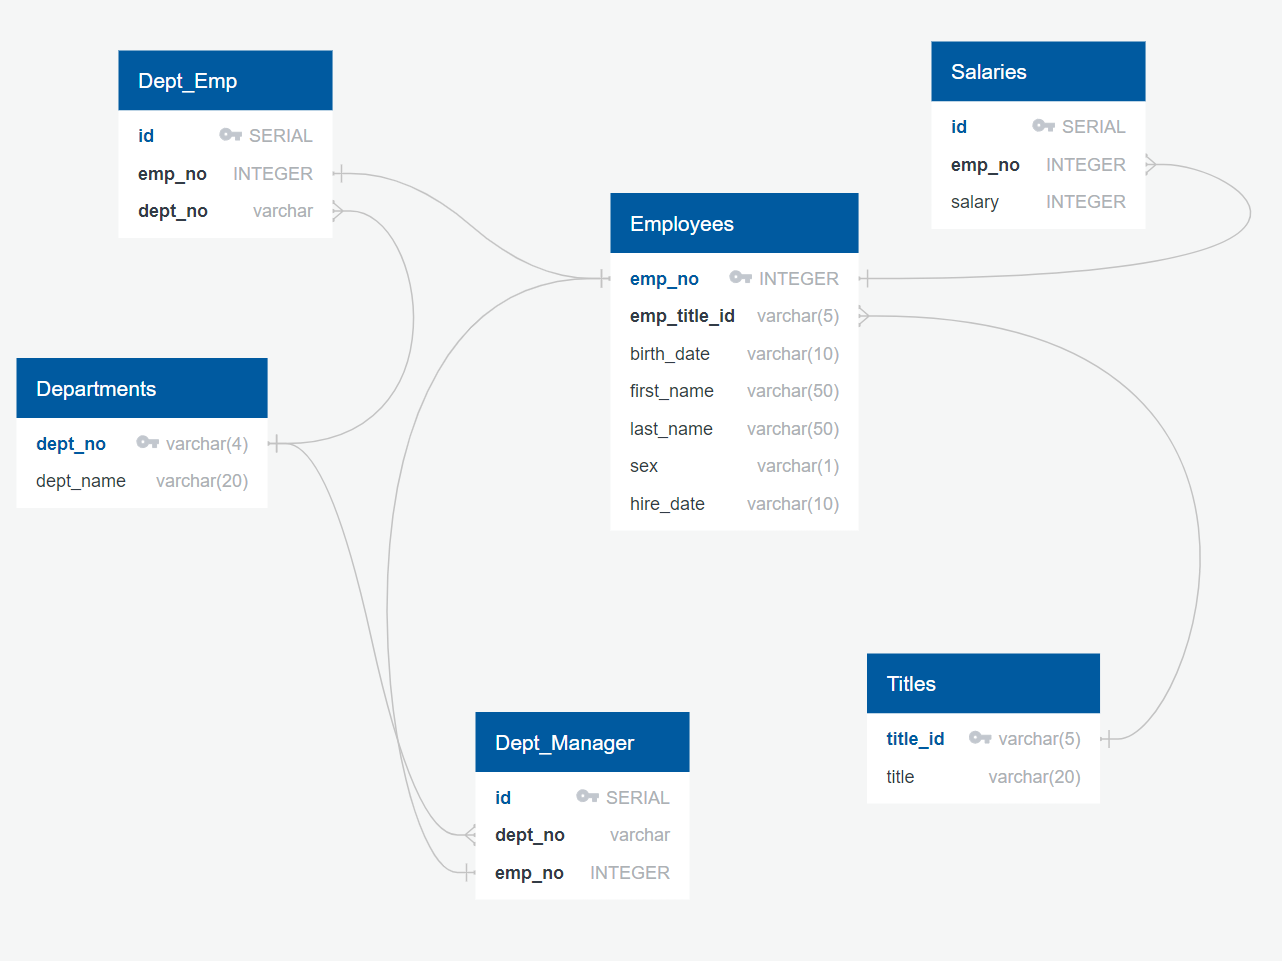 Dept_Emp
id SERIAL
emp_no INTEGER
dept_no varchar
Salaries
id SERIAL
emp_no INTEGER
salary INTEGER
Employees
emp_no INTEGER
emp_title_id varchar(5)
birth_date varchar(10)
first_name varchar(50)
last_name varchar(50)
sex varchar(1)
hire_date varchar(10)
Departments
dept_no varchar(4)
dept_name varchar(20)
Titles
title_id varchar(5)
title varchar(20)
Dept_Manager
id SERIAL
dept_no varchar
emp_no INTEGER